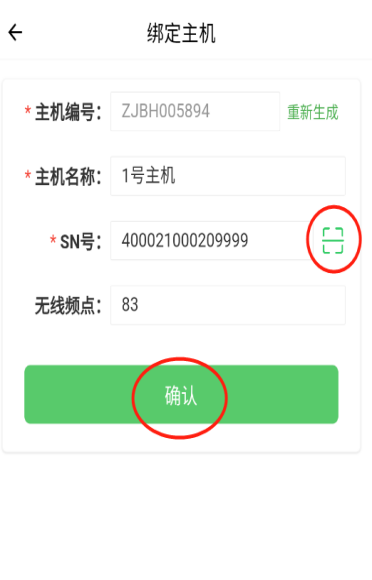 绑定主机
* 主机编号： ZJBH005894 重新生成
* 主机名称： 1号主机
* SN号： 400021000209999
无线频点： 83
确认